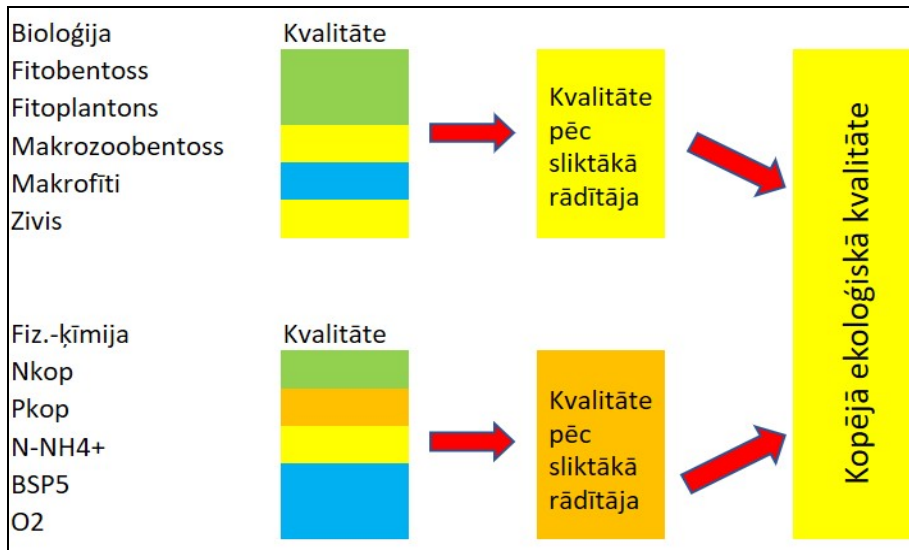 Bioloģija
Kvalitāte
Fitobentoss
Fitoplantons
Makrozoobentoss
Makrofīti
Zivis
Kvalitāte
pēc
sliktākā
rādītāja
Fiz.-ķīmija
Kvalitāte
Nkop
Pkop
N-NH4+
BSP5
O2
Kvalitāte
pēc
sliktākā
rādītāja
Kopējā ekoloģiskā kvalitāte